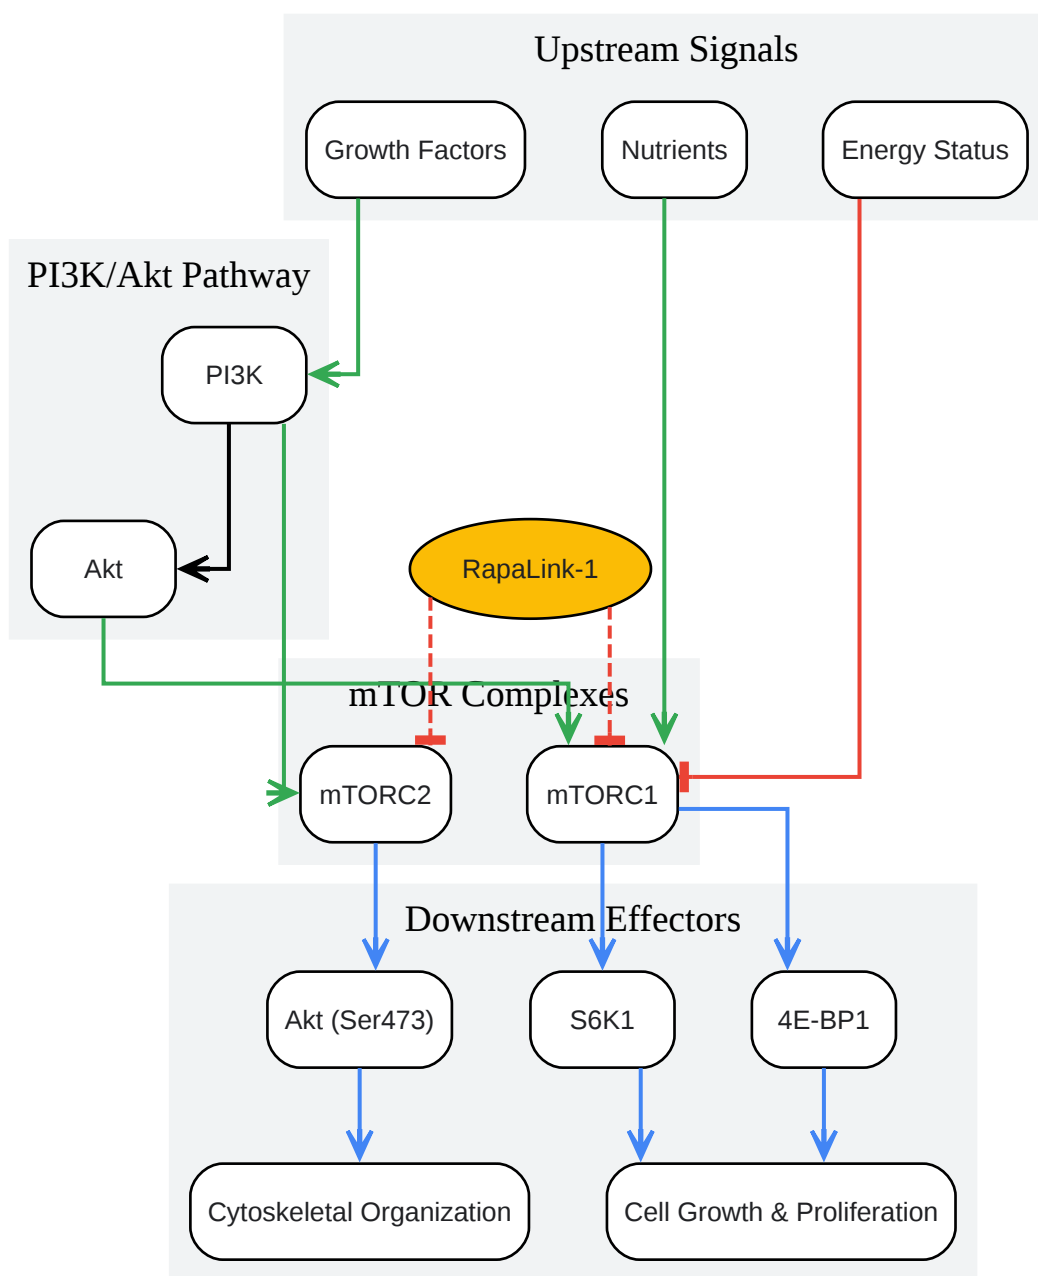 Upstream Signals
Growth Factors
Nutrients
Energy Status
PI3K/Akt Pathway
PI3K
Akt
RapaLink-1
mTOR Complexes
mTORC2
mTORC1
Downstream Effectors
Akt (Ser473)
S6K1
4E-BP1
Cytoskeletal Organization
Cell Growth & Proliferation